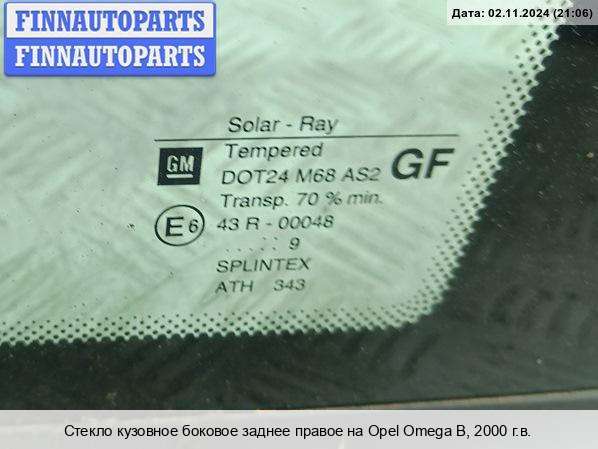 FINNAUTOPARTS
FINNAUTOPARTS
Дата: 02.11.2024 (21:06)
Solar - Ray
GM
Tempered
DOT24 M68 AS2
GF
Transp. 70 % min.
E6
43 R - 00048
..... .. 9
SPLINTEX
ATH 343
Стекло кузовное боковое заднее правое на Opel Omega B, 2000 г.в.